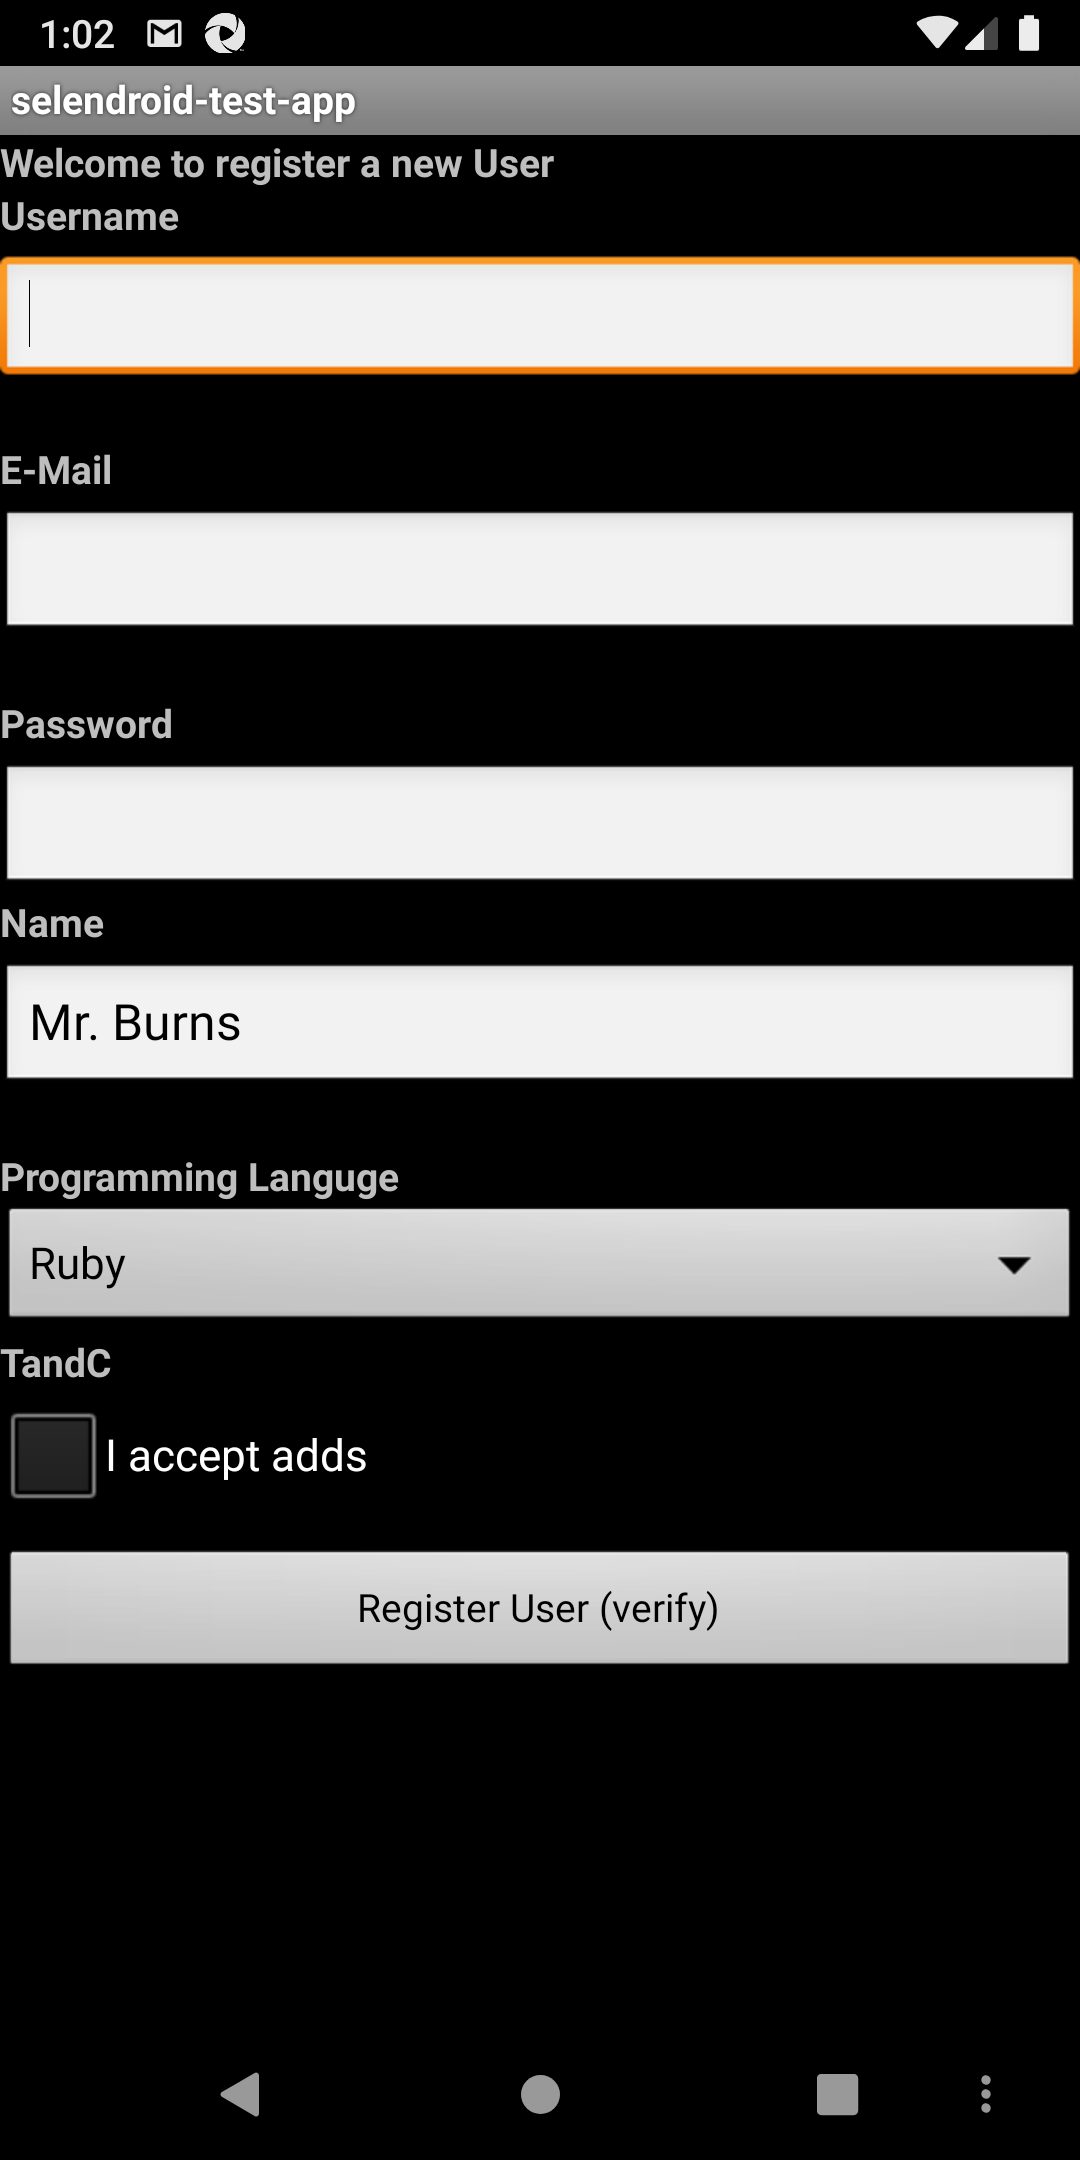 1:02
selendroid-test-app
Welcome to register a new User
Username
E-Mail
Password
Name
Mr. Burns
Programming Languge
Ruby
TandC
I accept adds
Register User (verify)